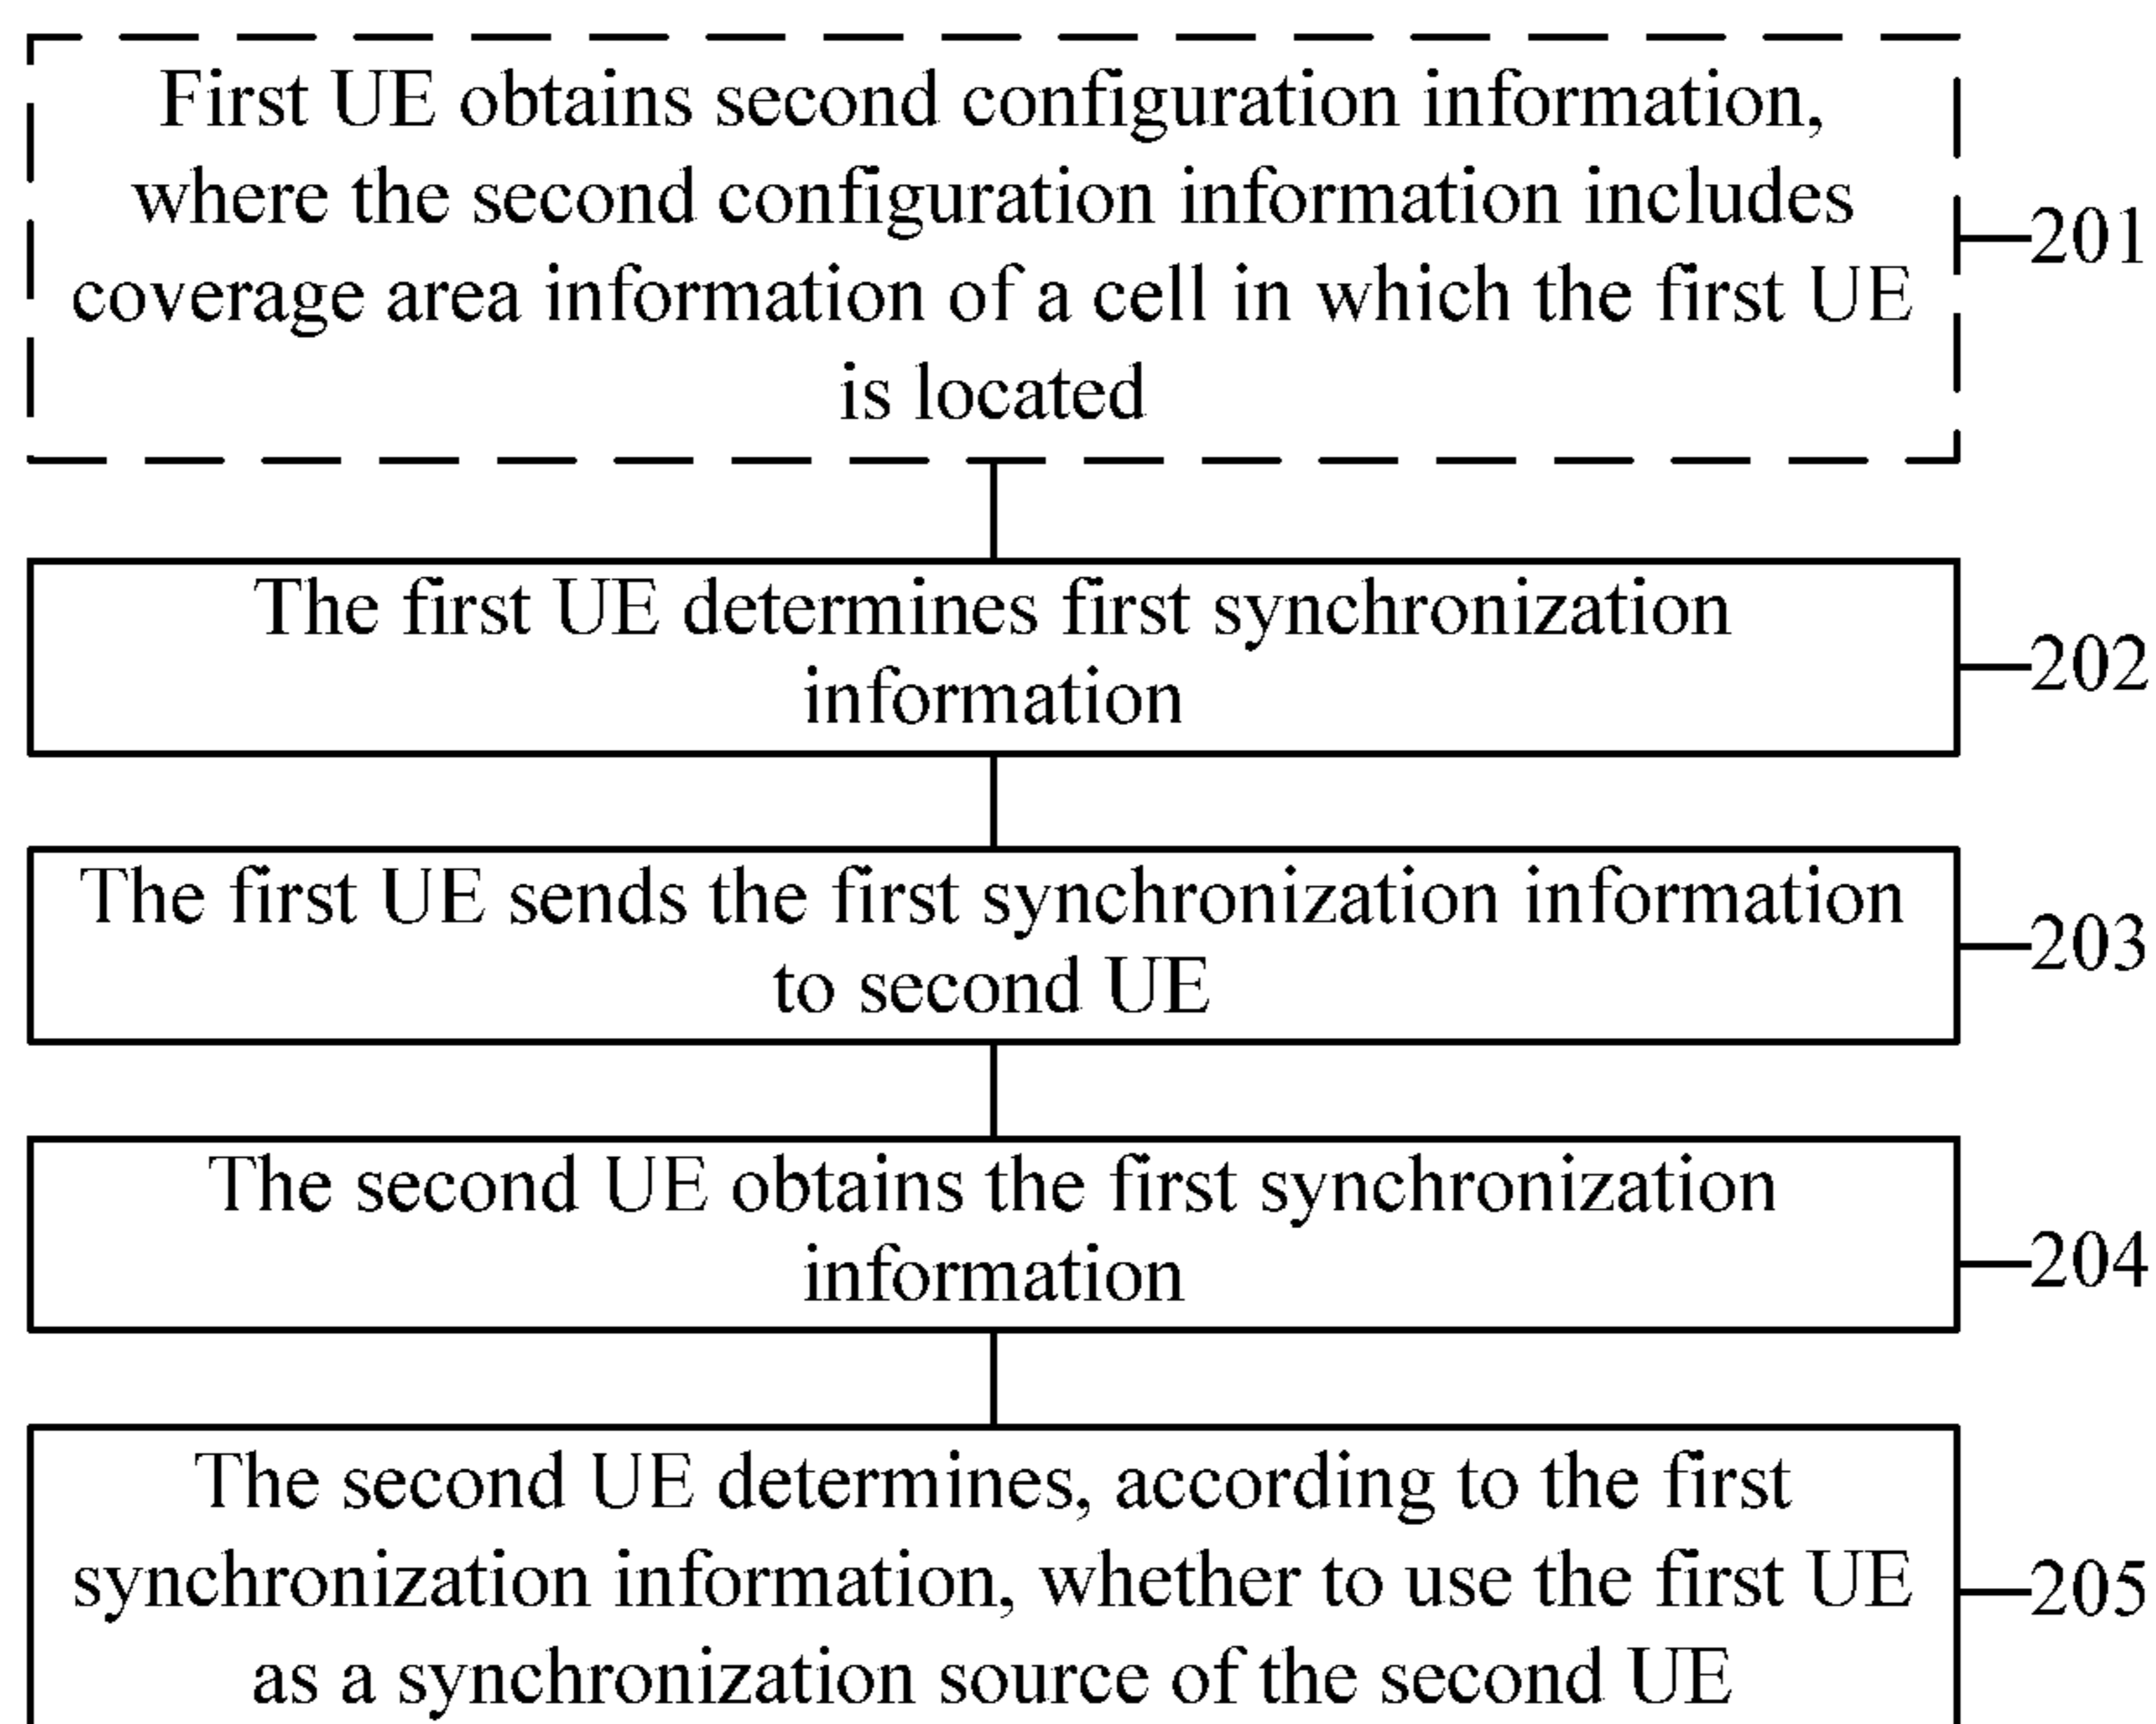 First UE obtains second configuration information,
where the second configuration information includes
coverage area information of a cell in which the first UE
is located
201
The first UE determines first synchronization
information
202
The first UE sends the first synchronization information
to second UE
203
The second UE obtains the first synchronization
information
204
The second UE determines, according to the first
synchronization information, whether to use the first UE
as a synchronization source of the second UE
205